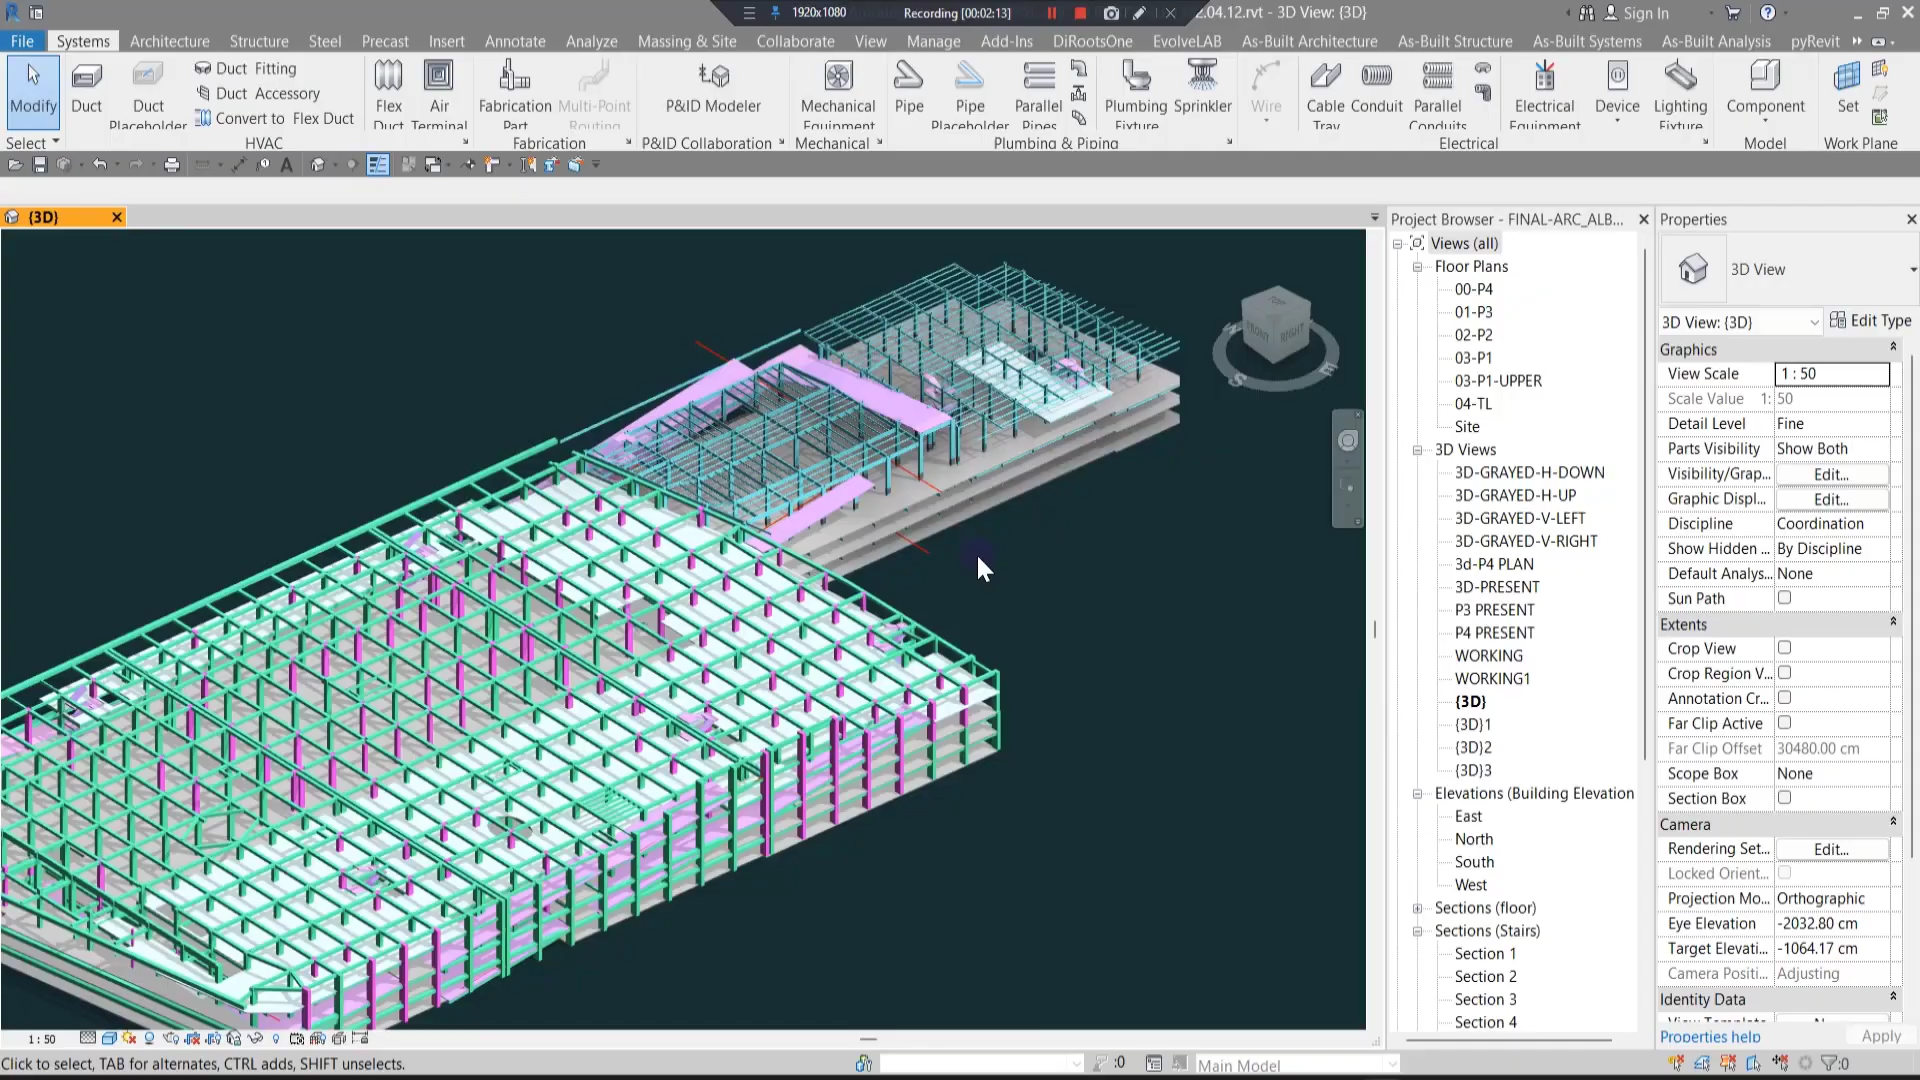 1920x1080
Recording [00:02:13]
2.04.12.rvt - 3D View: {3D}
Sign In
File
Systems
Architecture
Structure
Steel
Precast
Insert
Annotate
Analyze
Massing & Site
Collaborate
View
Manage
Add-Ins
DiRootsOne
EvolveLAB
As-Built Architecture
As-Built Structure
As-Built Systems
As-Built Analysis
pyRevit
Modify
Duct
Duct
Placeholder
Duct Fitting
Duct Accessory
Convert to Flex Duct
Flex
Duct
Air
Terminal
Fabrication
Part
Multi-Point
Routing
P&ID Modeler
Mechanical
Equipment
Pipe
Pipe
Placeholder
Parallel
Pipes
Plumbing
Fixture
Sprinkler
Wire
Cable
Tray
Conduit
Parallel
Conduits
Electrical
Equipment
Device
Lighting
Fixture
Component
Set
Select
HVAC
Fabrication
P&ID Collaboration
Mechanical
Plumbing & Piping
Electrical
Model
Work Plane
{3D}
TOP
FRONT
RIGHT
S
E
Project Browser - FINAL-ARC_ALB...
Views (all)
Floor Plans
00-P4
01-P3
02-P2
03-P1
03-P1-UPPER
04-TL
Site
3D Views
3D-GRAYED-H-DOWN
3D-GRAYED-H-UP
3D-GRAYED-V-LEFT
3D-GRAYED-V-RIGHT
3d-P4 PLAN
3D-PRESENT
P3 PRESENT
P4 PRESENT
WORKING
WORKING1
{3D}
{3D}1
{3D}2
{3D}3
Elevations (Building Elevation
East
North
South
West
Sections (floor)
Sections (Stairs)
Section 1
Section 2
Section 3
Section 4
Properties
3D View
3D View: {3D}
Edit Type
Graphics
View Scale 1 : 50
Scale Value 1: 50
Detail Level Fine
Parts Visibility Show Both
Visibility/Grap... Edit...
Graphic Displ... Edit...
Discipline Coordination
Show Hidden ... By Discipline
Default Analys... None
Sun Path
Extents
Crop View
Crop Region V...
Annotation Cr...
Far Clip Active
Far Clip Offset 30480.00 cm
Scope Box None
Section Box
Camera
Rendering Set... Edit...
Locked Orient...
Projection Mo... Orthographic
Eye Elevation -2032.80 cm
Target Elevati... -1064.17 cm
Camera Positi... Adjusting
Identity Data
Properties help
Apply
1 : 50
Click to select, TAB for alternates, CTRL adds, SHIFT unselects.
:0
Main Model
:0